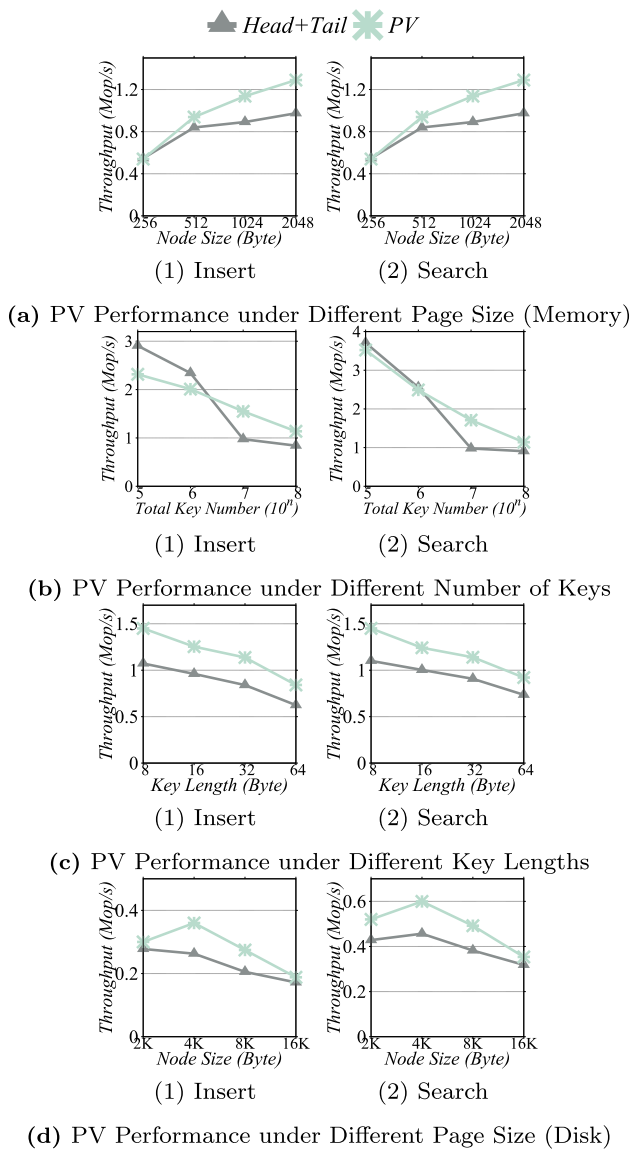 Head+Tail PV
Throughput (Mop/s)
1.2
0.8
0.4
0
256 512 1024 2048
Node Size (Byte)
(1) Insert
Throughput (Mop/s)
1.2
0.8
0.4
0
256 512 1024 2048
Node Size (Byte)
(2) Search
(a) PV Performance under Different Page Size (Memory)
Throughput (Mop/s)
3
2
1
0
5 6 7 8
Total Key Number (10^n)
(1) Insert
Throughput (Mop/s)
4
3
2
1
0
5 6 7 8
Total Key Number (10^n)
(2) Search
(b) PV Performance under Different Number of Keys
Throughput (Mop/s)
1.5
1
0.5
0
8 16 32 64
Key Length (Byte)
(1) Insert
Throughput (Mop/s)
1.5
1
0.5
0
8 16 32 64
Key Length (Byte)
(2) Search
(c) PV Performance under Different Key Lengths
Throughput (Mop/s)
0.4
0.2
0
2K 4K 8K 16K
Node Size (Byte)
(1) Insert
Throughput (Mop/s)
0.6
0.4
0.2
0
2K 4K 8K 16K
Node Size (Byte)
(2) Search
(d) PV Performance under Different Page Size (Disk)